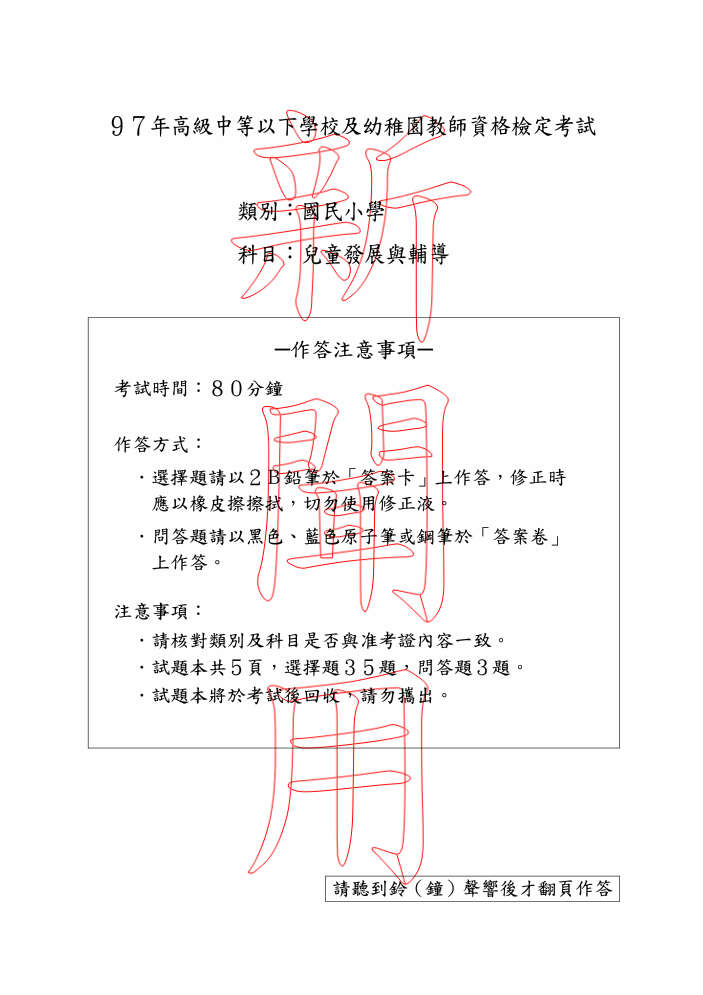 ９７年高級中等以下學校及幼稚園教師資格檢定考試
類別：國民小學
科目：兒童發展與輔導
─作答注意事項─
考試時間：８０分鐘
作答方式：
．選擇題請以２Ｂ鉛筆於「答案卡」上作答，修正時
應以橡皮擦擦拭，切勿使用修正液。
．問答題請以黑色、藍色原子筆或鋼筆於「答案卷」
上作答。
注意事項：
．請核對類別及科目是否與准考證內容一致。
．試題本共５頁，選擇題３５題，問答題３題。
．試題本將於考試後回收，請勿攜出。
請聽到鈴（鐘）聲響後才翻頁作答
新聞用